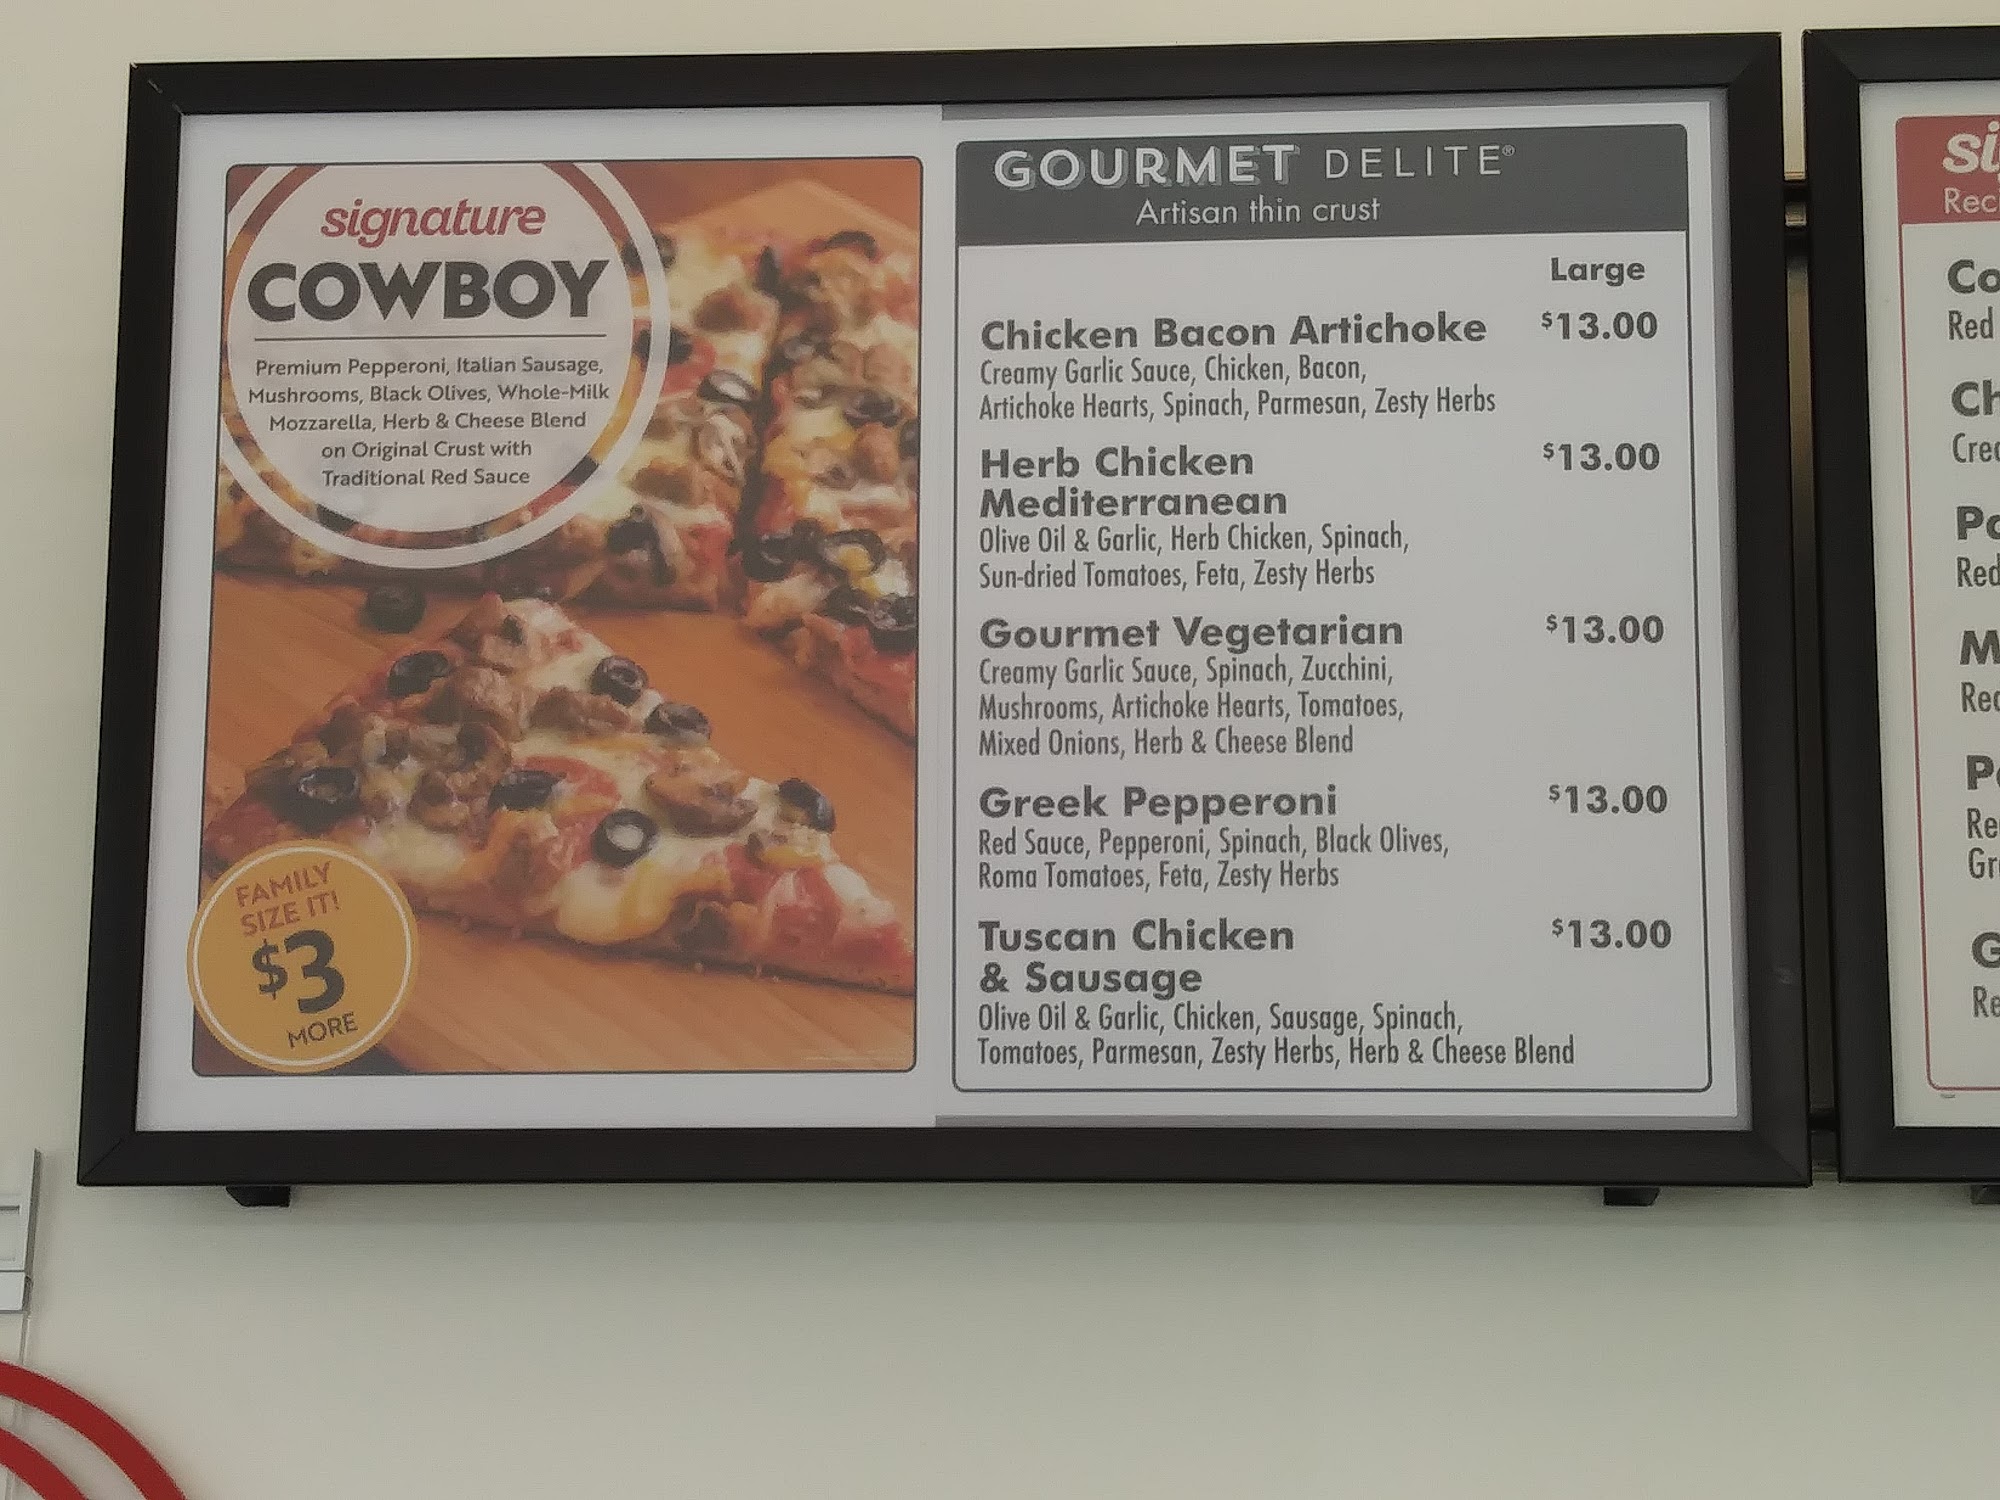 signature
COWBOY
Premium Pepperoni, Italian Sausage,
Mushrooms, Black Olives, Whole-Milk
Mozzarella, Herb & Cheese Blend
on Original Crust with
Traditional Red Sauce
FAMILY
SIZE IT!
$3
MORE
GOURMET DELITE®
Artisan thin crust
Large
Chicken Bacon Artichoke $13.00
Creamy Garlic Sauce, Chicken, Bacon,
Artichoke Hearts, Spinach, Parmesan, Zesty Herbs
Herb Chicken $13.00
Mediterranean
Olive Oil & Garlic, Herb Chicken, Spinach,
Sun-dried Tomatoes, Feta, Zesty Herbs
Gourmet Vegetarian $13.00
Creamy Garlic Sauce, Spinach, Zucchini,
Mushrooms, Artichoke Hearts, Tomatoes,
Mixed Onions, Herb & Cheese Blend
Greek Pepperoni $13.00
Red Sauce, Pepperoni, Spinach, Black Olives,
Roma Tomatoes, Feta, Zesty Herbs
Tuscan Chicken $13.00
& Sausage
Olive Oil & Garlic, Chicken, Sausage, Spinach,
Tomatoes, Parmesan, Zesty Herbs, Herb & Cheese Blend
Red